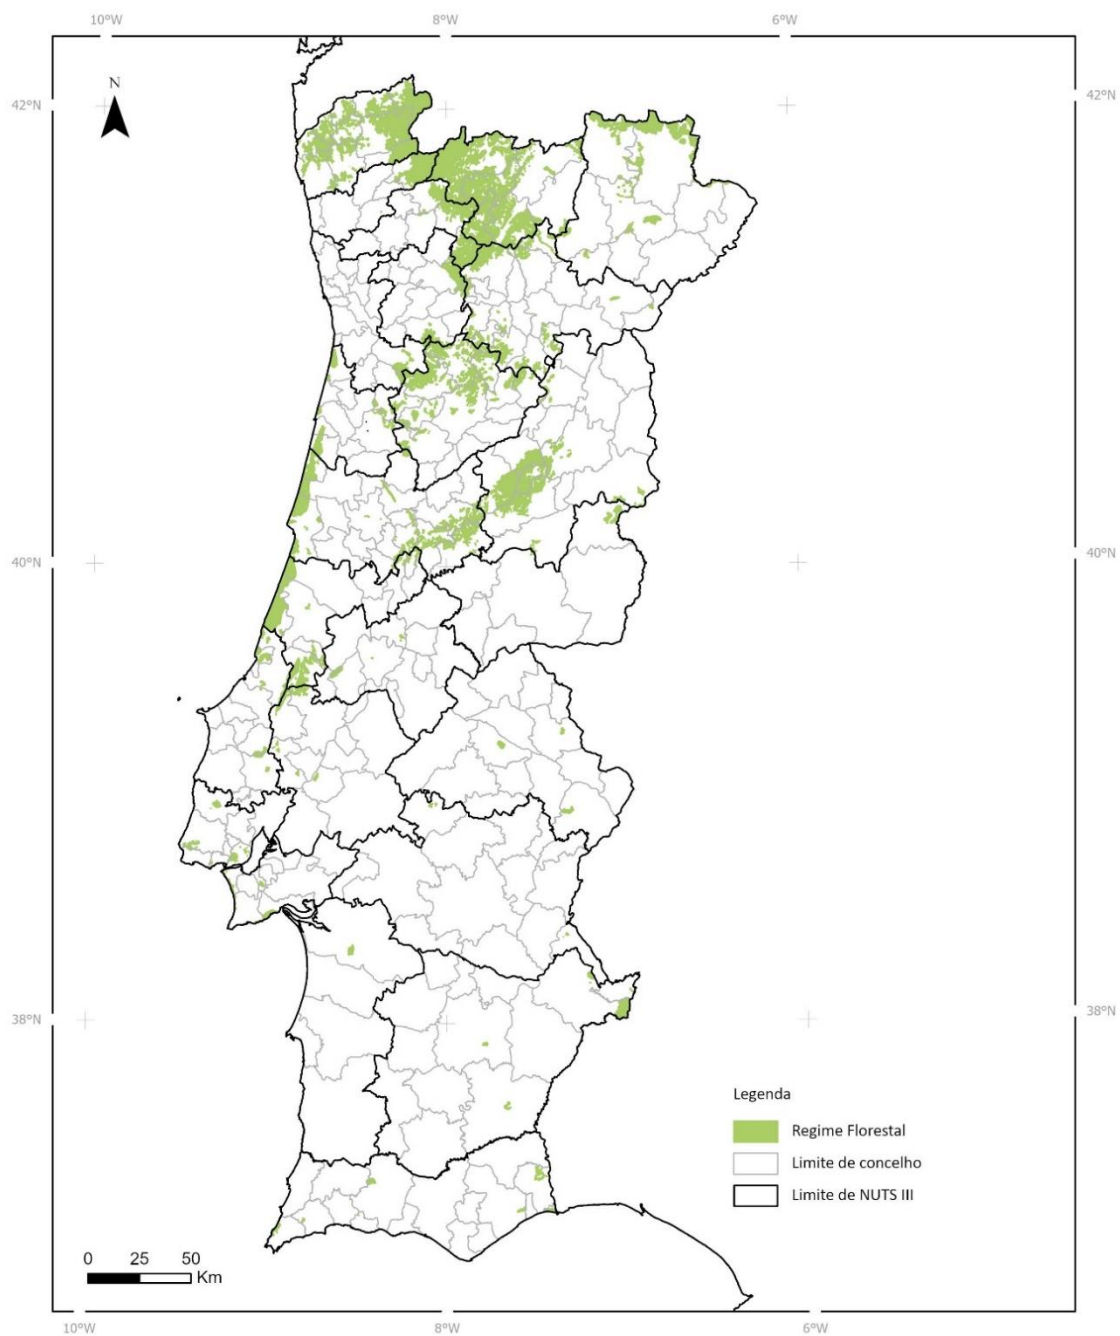 10°W 8°W 6°W
N
42°N 42°N
40°N 40°N
38°N 38°N
Legenda
Regime Florestal
Limite de concelho
Limite de NUTS III
0 25 50
Km
10°W 8°W 6°W